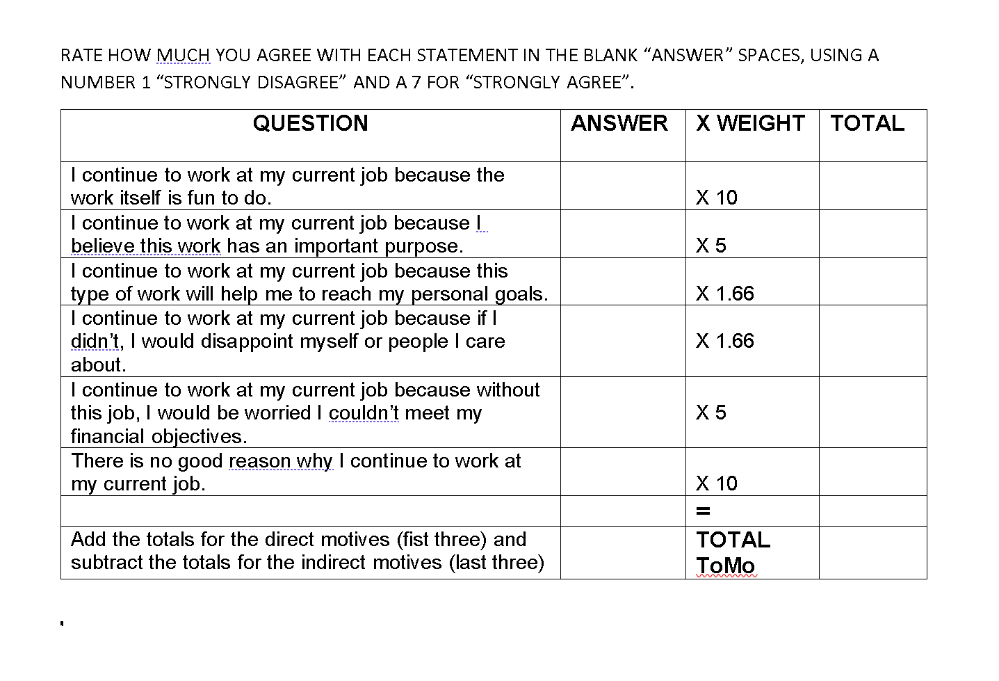 RATE HOW MUCH YOU AGREE WITH EACH STATEMENT IN THE BLANK “ANSWER” SPACES, USING A
NUMBER 1 “STRONGLY DISAGREE” AND A 7 FOR “STRONGLY AGREE”.
QUESTION ANSWER X WEIGHT TOTAL
I continue to work at my current job because the
work itself is fun to do. X 10
I continue to work at my current job because I
believe this work has an important purpose. X 5
I continue to work at my current job because this
type of work will help me to reach my personal goals. X 1.66
I continue to work at my current job because if I
didn’t, I would disappoint myself or people I care X 1.66
about.
I continue to work at my current job because without
this job, I would be worried I couldn’t meet my X 5
financial objectives.
There is no good reason why I continue to work at
my current job. X 10
=
Add the totals for the direct motives (fist three) and TOTAL
subtract the totals for the indirect motives (last three) ToMo